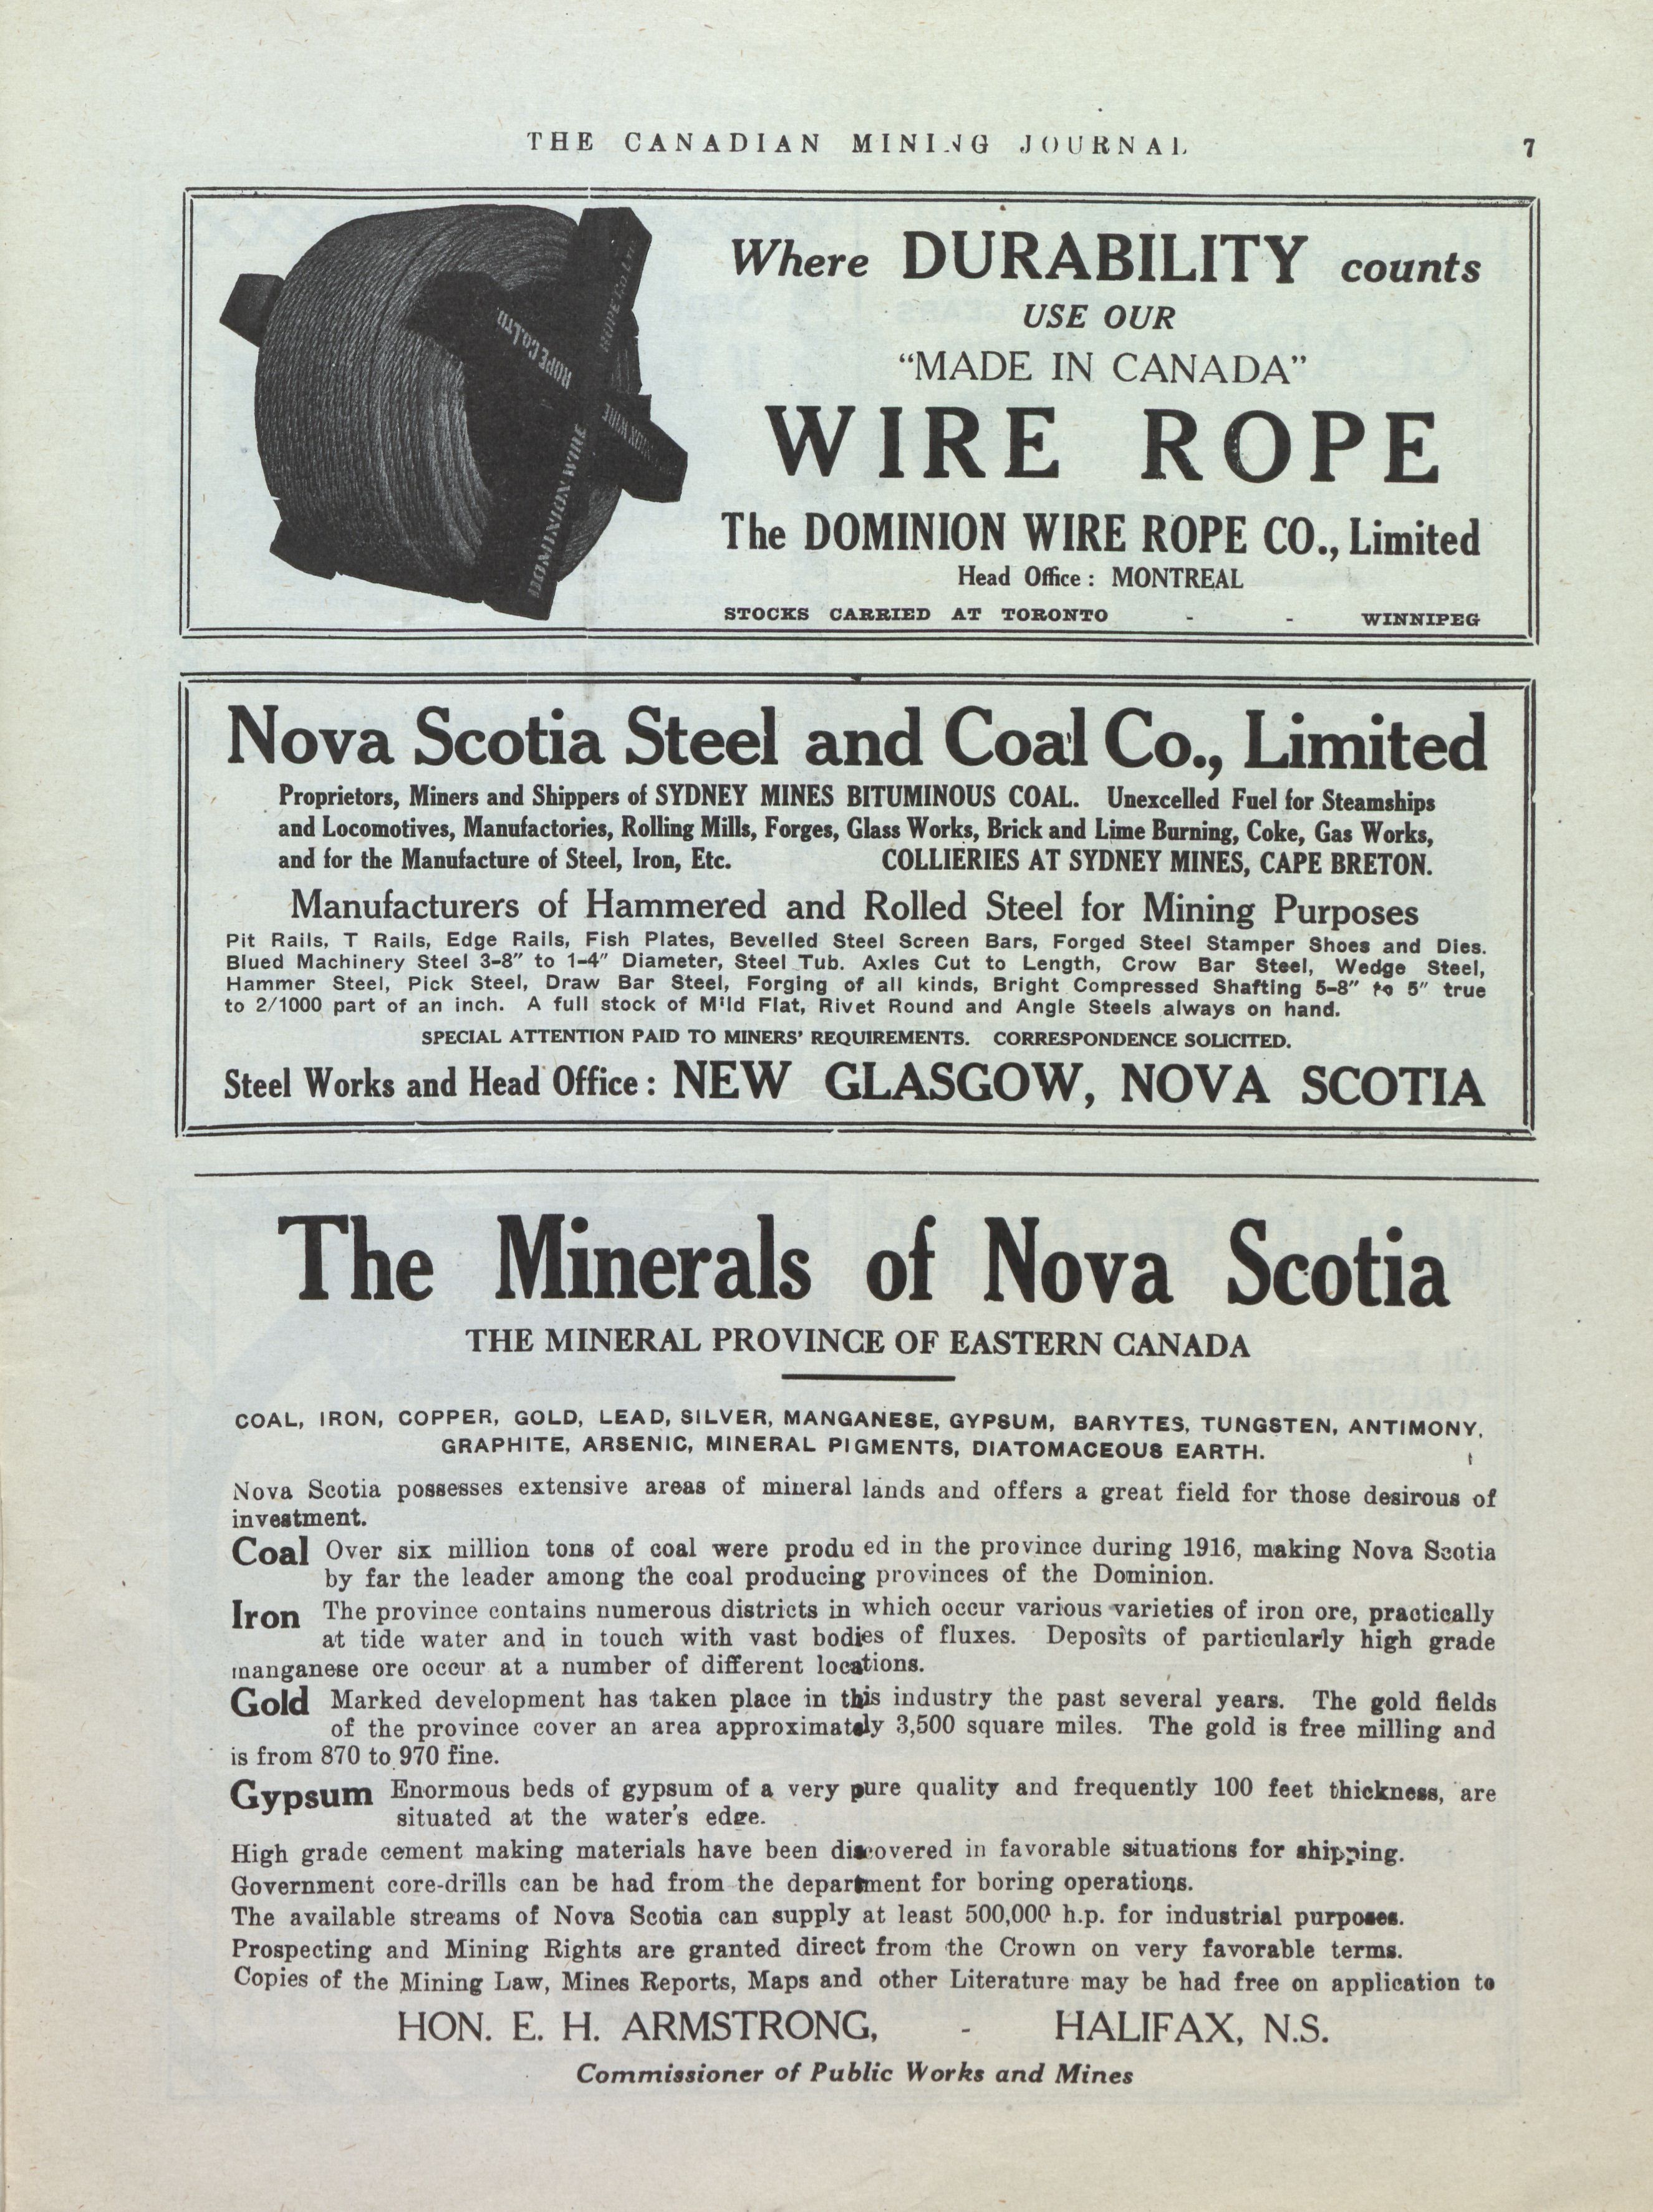 THE CANADIAN MINING JOURNAL 7
ROPE CO. LTD
ROPE CO. LTD
DOMINION WIRE
Where DURABILITY counts
USE OUR
“MADE IN CANADA”
WIRE ROPE
The DOMINION WIRE ROPE CO., Limited
Head Office : MONTREAL
STOCKS CARRIED AT TORONTO - - WINNIPEG
Nova Scotia Steel and Coal Co., Limited
Proprietors, Miners and Shippers of SYDNEY MINES BITUMINOUS COAL. Unexcelled Fuel for Steamships
and Locomotives, Manufactories, Rolling Mills, Forges, Glass Works, Brick and Lime Burning, Coke, Gas Works,
and for the Manufacture of Steel, Iron, Etc. COLLIERIES AT SYDNEY MINES, CAPE BRETON.
Manufacturers of Hammered and Rolled Steel for Mining Purposes
Pit Rails, T Rails, Edge Rails, Fish Plates, Bevelled Steel Screen Bars, Forged Steel Stamper Shoes and Dies.
Blued Machinery Steel 3-8” to 1-4” Diameter, Steel Tub. Axles Cut to Length, Crow Bar Steel, Wedge Steel,
Hammer Steel, Pick Steel, Draw Bar Steel, Forging of all kinds, Bright Compressed Shafting 5-8” to 5” true
to 2/1000 part of an inch. A full stock of Mild Flat, Rivet Round and Angle Steels always on hand.
SPECIAL ATTENTION PAID TO MINERS’ REQUIREMENTS. CORRESPONDENCE SOLICITED.
Steel Works and Head Office : NEW GLASGOW, NOVA SCOTIA
The Minerals of Nova Scotia
THE MINERAL PROVINCE OF EASTERN CANADA
COAL, IRON, COPPER, GOLD, LEAD, SILVER, MANGANESE, GYPSUM, BARYTES, TUNGSTEN, ANTIMONY,
GRAPHITE, ARSENIC, MINERAL PIGMENTS, DIATOMACEOUS EARTH.
Nova Scotia possesses extensive areas of mineral lands and offers a great field for those desirous of
investment.
Coal Over six million tons of coal were produ ed in the province during 1916, making Nova Scotia
by far the leader among the coal producing provinces of the Dominion.
Iron The province contains numerous districts in which occur various varieties of iron ore, practically
at tide water and in touch with vast bodies of fluxes. Deposits of particularly high grade
manganese ore occur at a number of different locations.
Gold Marked development has taken place in this industry the past several years. The gold fields
of the province cover an area approximately 3,500 square miles. The gold is free milling and
is from 870 to 970 fine.
Gypsum Enormous beds of gypsum of a very pure quality and frequently 100 feet thickness, are
situated at the water’s edge.
High grade cement making materials have been discovered in favorable situations for shipping.
Government core-drills can be had from the department for boring operations.
The available streams of Nova Scotia can supply at least 500,000 h.p. for industrial purposes.
Prospecting and Mining Rights are granted direct from the Crown on very favorable terms.
Copies of the Mining Law, Mines Reports, Maps and other Literature may be had free on application to
HON. E. H. ARMSTRONG, - HALIFAX, N.S.
Commissioner of Public Works and Mines